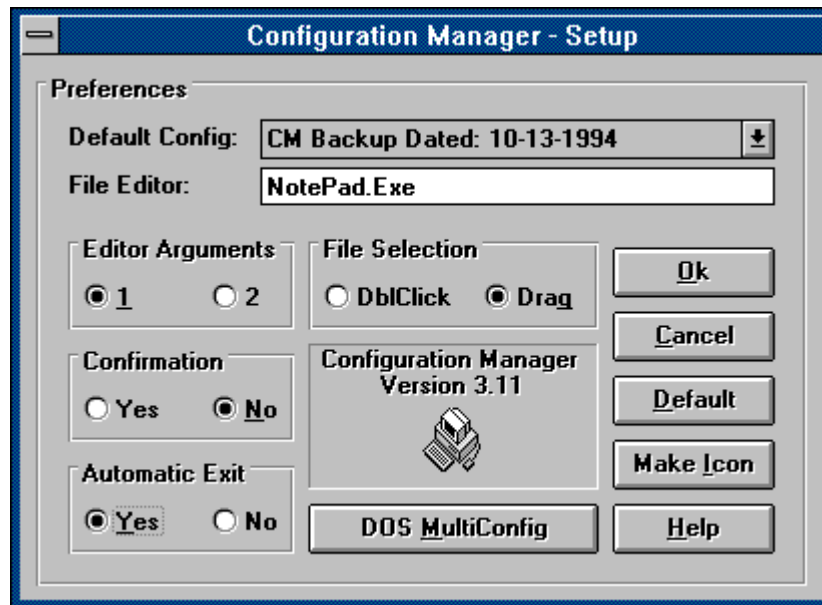 Configuration Manager - Setup
Preferences
Default Config: CM Backup Dated: 10-13-1994
File Editor: NotePad.Exe
Editor Arguments
1 2
File Selection
DblClick Drag
Ok
Cancel
Confirmation
Yes No
Configuration Manager
Version 3.11
Default
Make Icon
Automatic Exit
Yes No
DOS MultiConfig
Help